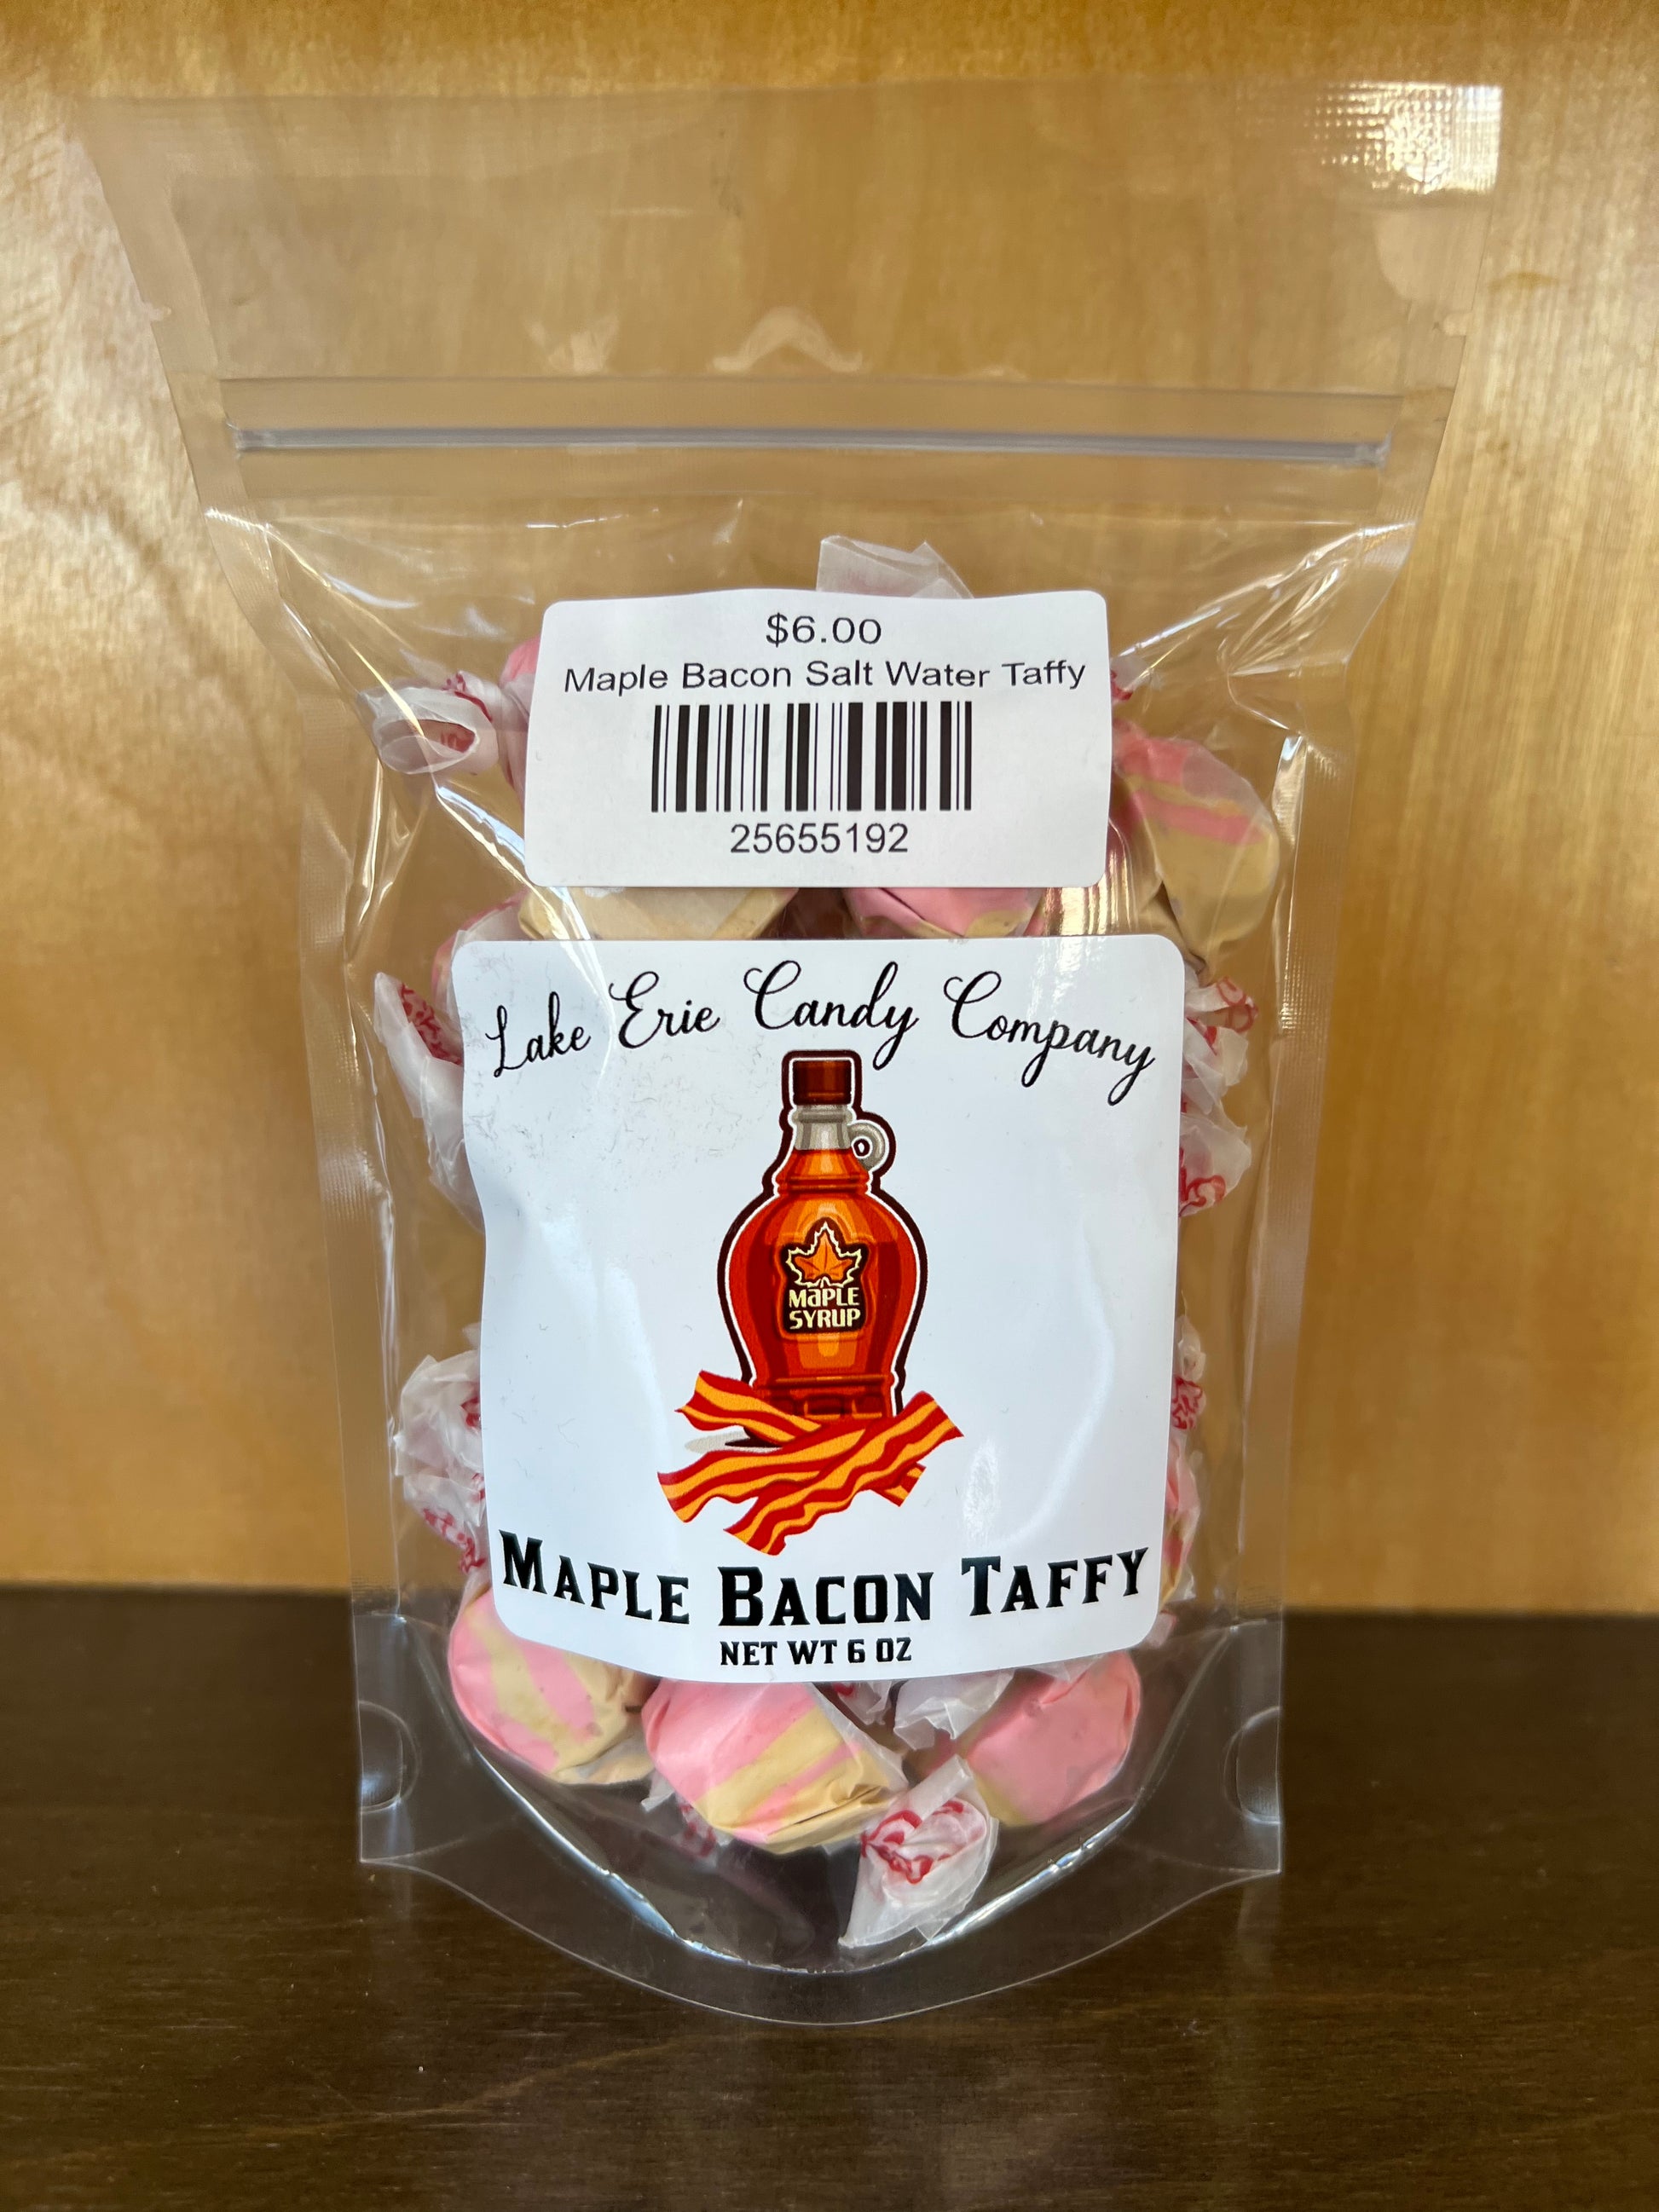 $6.00
Maple Bacon Salt Water Taffy
25655192
Lake Erie Candy Company
MaPLE
SYRUP
MAPLE BACON TAFFY
NET WT 6 OZ